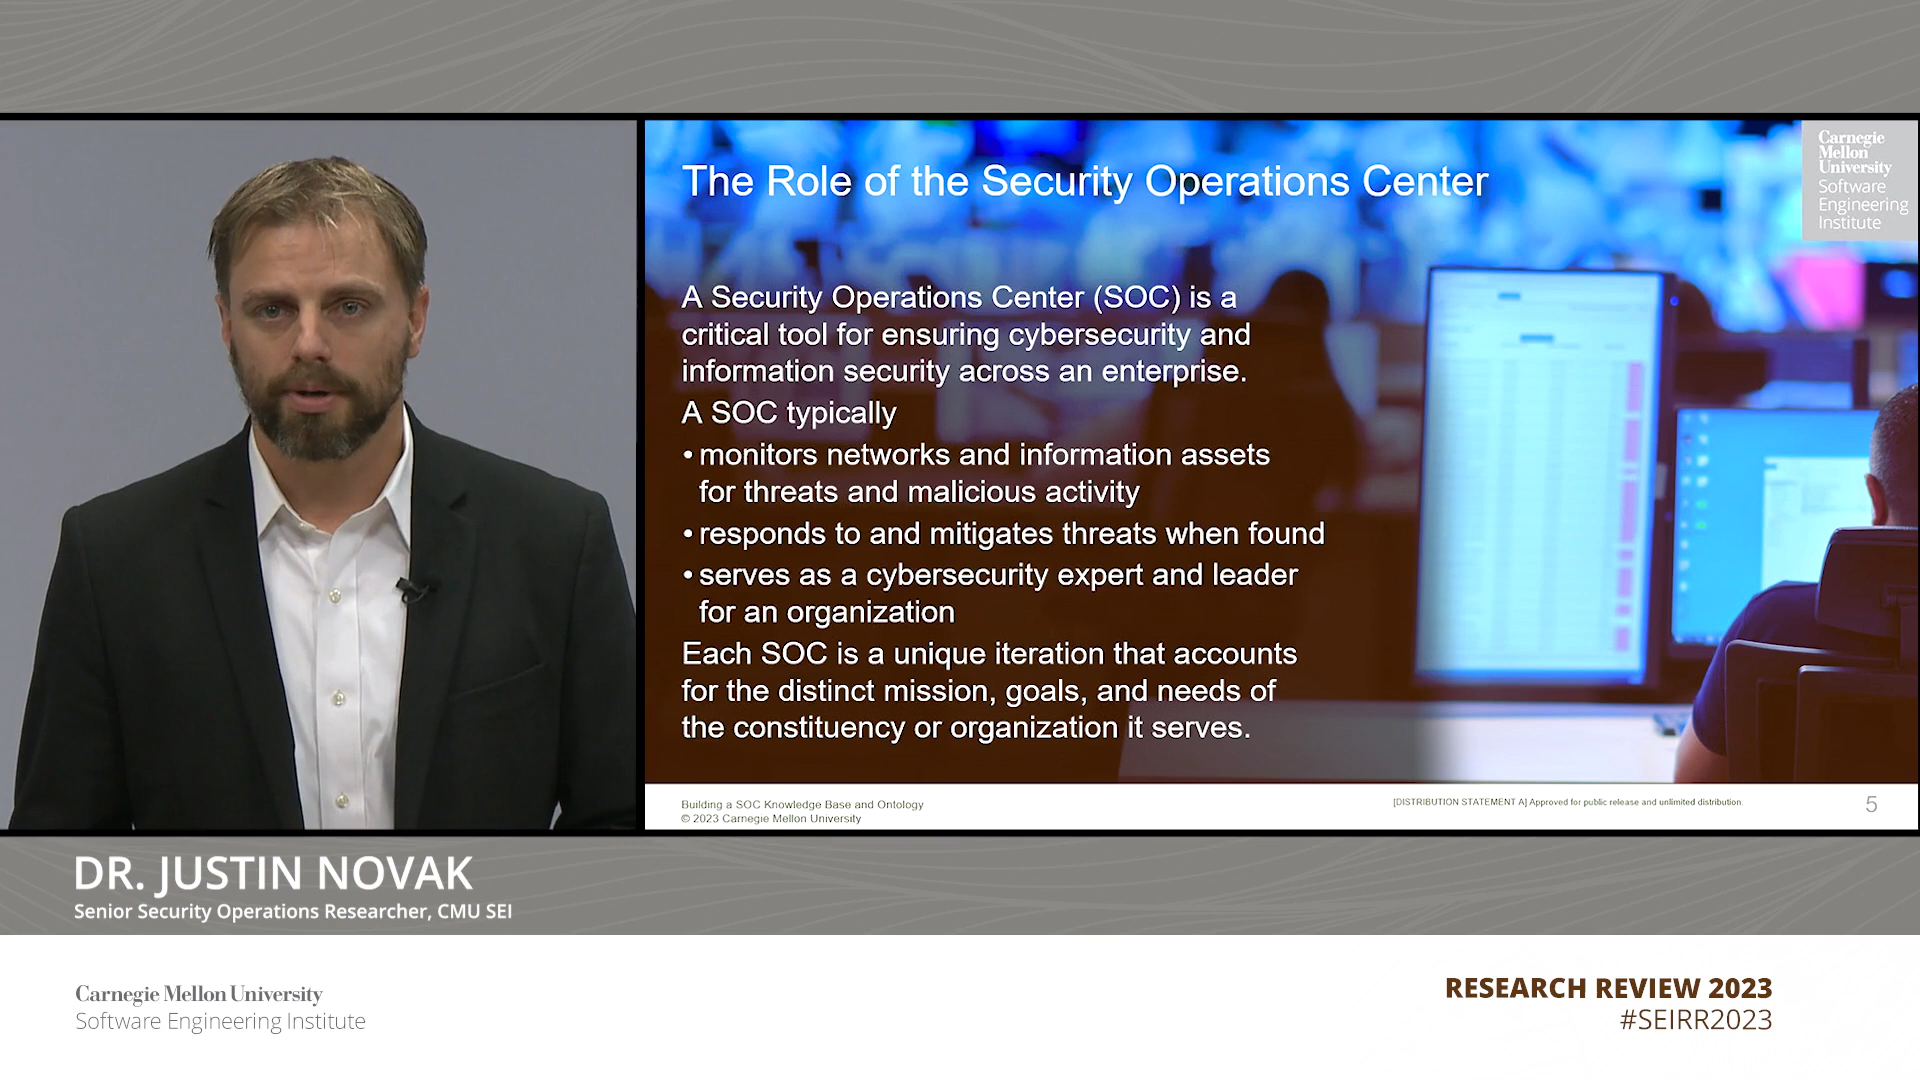 The Role of the Security Operations Center
Carnegie
Mellon
University
Software
Engineering
Institute
A Security Operations Center (SOC) is a
critical tool for ensuring cybersecurity and
information security across an enterprise.
A SOC typically
• monitors networks and information assets
for threats and malicious activity
• responds to and mitigates threats when found
• serves as a cybersecurity expert and leader
for an organization
Each SOC is a unique iteration that accounts
for the distinct mission, goals, and needs of
the constituency or organization it serves.
Building a SOC Knowledge Base and Ontology
© 2023 Carnegie Mellon University
[DISTRIBUTION STATEMENT A] Approved for public release and unlimited distribution.
5
DR. JUSTIN NOVAK
Senior Security Operations Researcher, CMU SEI
Carnegie Mellon University
Software Engineering Institute
RESEARCH REVIEW 2023
#SEIRR2023